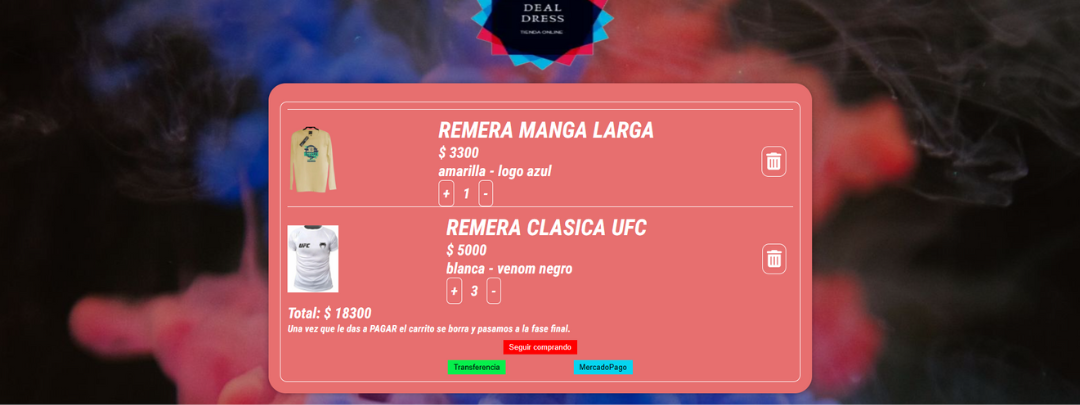 DEAL
DRESS
TIENDA ONLINE
REMERA MANGA LARGA
$ 3300
amarilla - logo azul
+ 1 -
REMERA CLASICA UFC
$ 5000
blanca - venom negro
+ 3 -
UFC
Total: $ 18300
Una vez que le das a PAGAR el carrito se borra y pasamos a la fase final.
Seguir comprando
Transferencia
MercadoPago